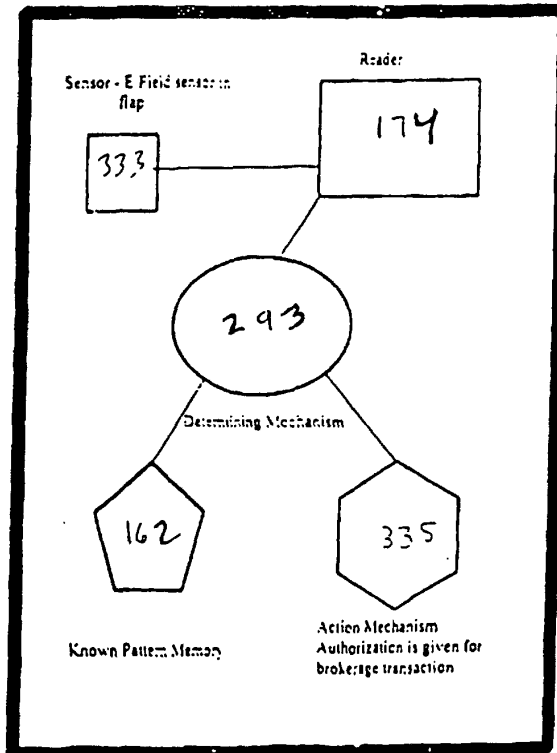 Reader
Sensor - E Field sensor in
flap
174
333
293
Determining Mechanism
162
335
Known Pattern Memory
Action Mechanism
Authorization is given for
brokerage transaction